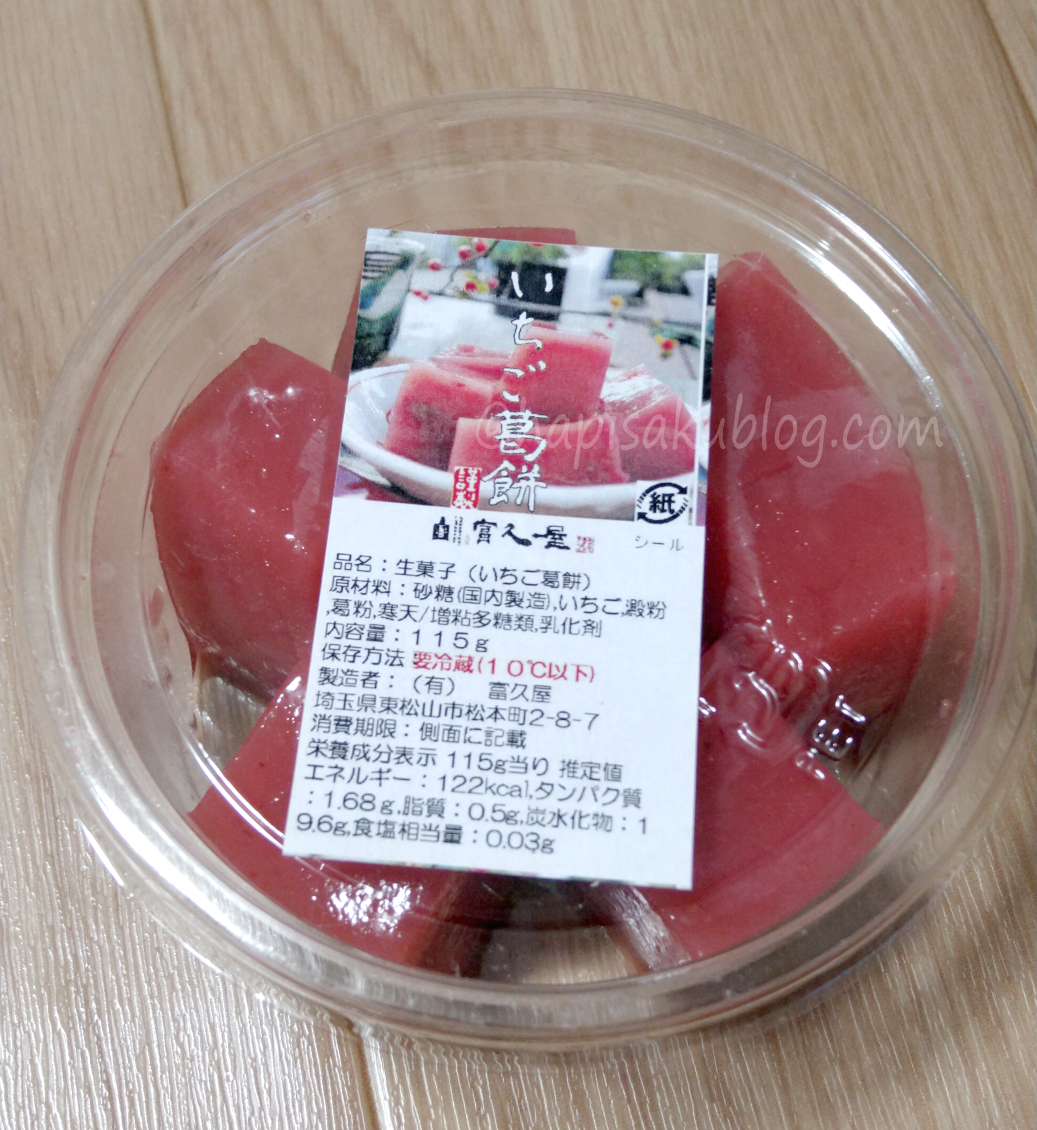 いちご葛餅
謹製
富久屋
紙
シール
品名：生菓子（いちご葛餅）
原材料：砂糖(国内製造),いちご,澱粉
,葛粉,寒天/増粘多糖類,乳化剤
内容量：１１５ｇ
保存方法 要冷蔵(１０℃以下)
製造者：（有）　富久屋
埼玉県東松山市松本町2-8-7
消費期限：側面に記載
栄養成分表示 115g当り 推定値
エネルギー：122kcal,タンパク質
：1.68ｇ,脂質：0.5g,炭水化物：1
9.6g,食塩相当量：0.03g